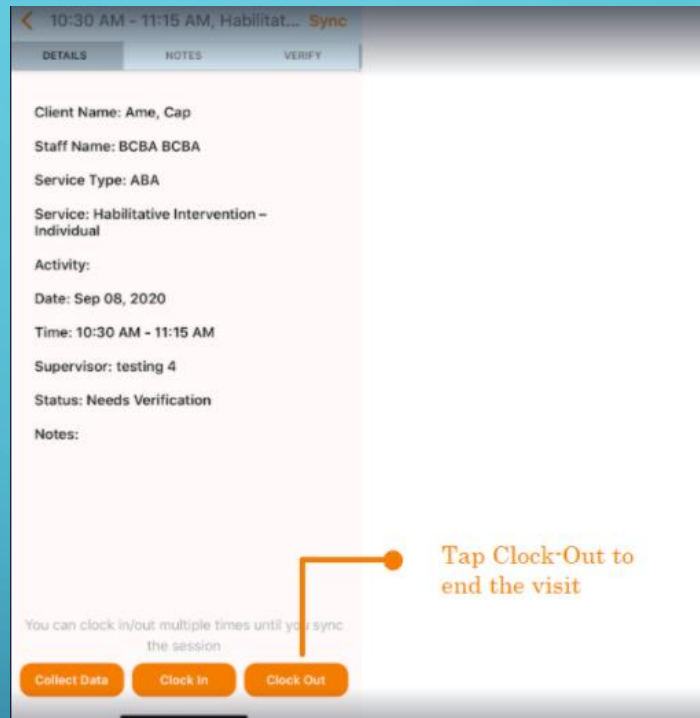 10:30 AM - 11:15 AM, Habilitat... Sync
DETAILS NOTES VERIFY
Client Name: Ame, Cap
Staff Name: BCBA BCBA
Service Type: ABA
Service: Habilitative Intervention –
Individual
Activity:
Date: Sep 08, 2020
Time: 10:30 AM - 11:15 AM
Supervisor: testing 4
Status: Needs Verification
Notes:
Tap Clock-Out to
end the visit
You can clock in/out multiple times until you sync
the session
Collect Data Clock In Clock Out